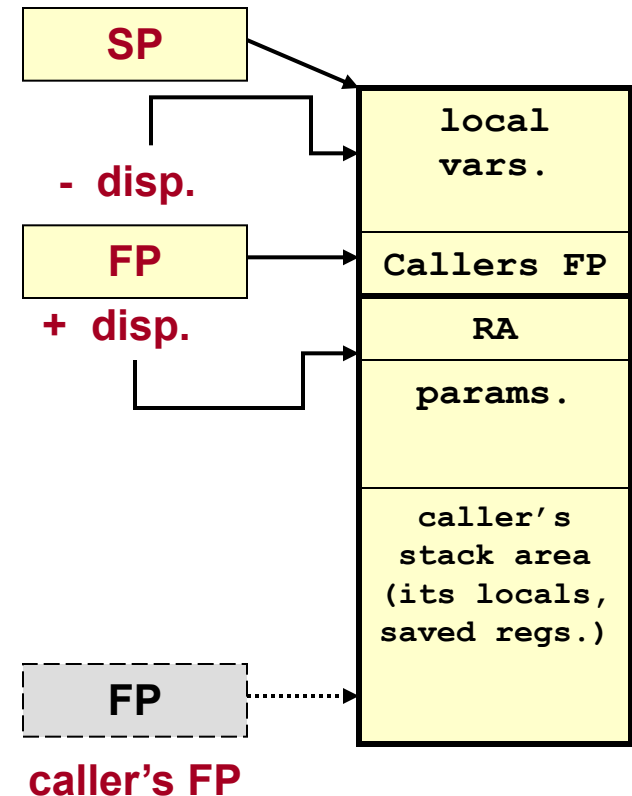 SP
- disp.
FP
+ disp.
FP
caller's FP
local
vars.
Callers FP
RA
params.
caller’s
stack area
(its locals,
saved regs.)